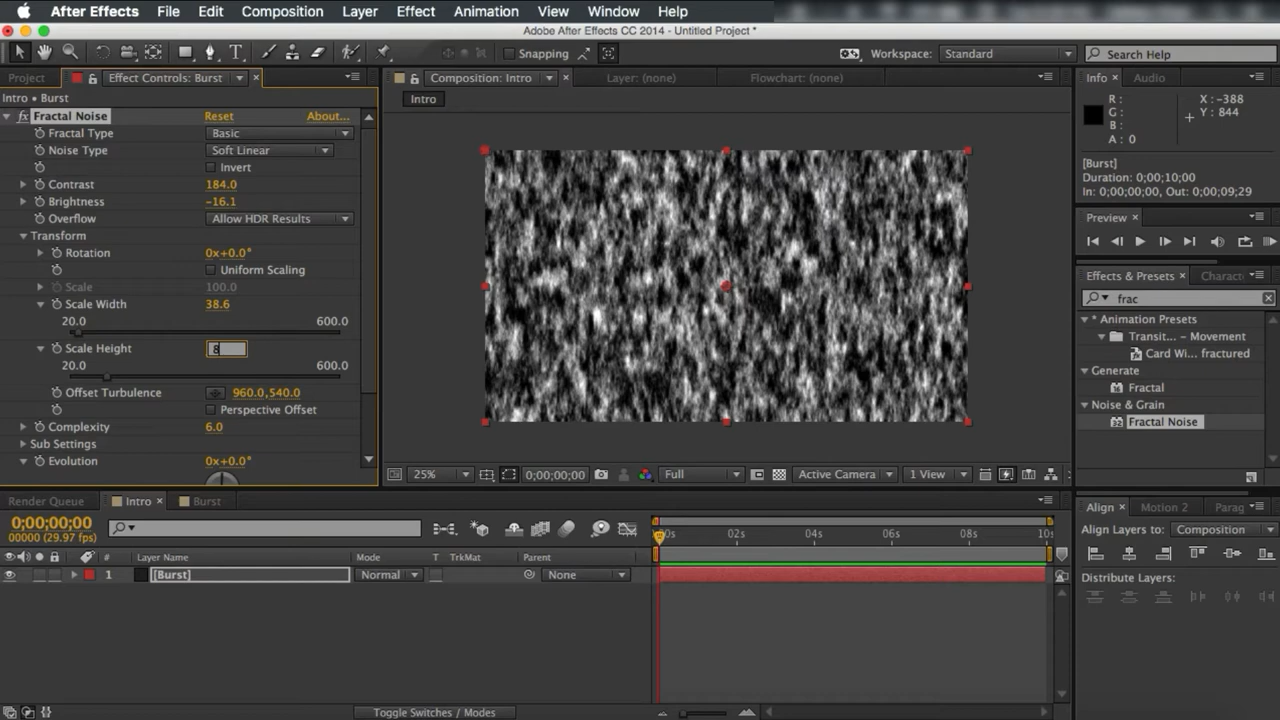 After Effects File Edit Composition Layer Effect Animation View Window Help
Adobe After Effects CC 2014 - Untitled Project *
Snapping Workspace: Standard Search Help
Project Effect Controls: Burst Composition: Intro Layer: (none) Flowchart: (none) Info Audio
Intro • Burst
Intro
R: X: -388
G: Y: 844
B:
A: 0
fx Fractal Noise Reset About...
Fractal Type Basic
Noise Type Soft Linear
Invert
Contrast 184.0
Brightness -16.1
Overflow Allow HDR Results
Transform
Rotation 0x+0.0°
Uniform Scaling
Scale 100.0
Scale Width 38.6
20.0 600.0
Scale Height 8
20.0 600.0
Offset Turbulence 960.0,540.0
Perspective Offset
Complexity 6.0
Sub Settings
Evolution 0x+0.0°
[Burst]
Duration: 0;00;10;00
In: 0;00;00;00, Out: 0;00;09;29
Preview
Effects & Presets Charact
frac
* Animation Presets
Transit... – Movement
Card Wi... fractured
Generate
Fractal
Noise & Grain
Fractal Noise
25% 0;00;00;00 Full Active Camera 1 View
Render Queue Intro Burst
0;00;00;00
00000 (29.97 fps)
# Layer Name Mode T TrkMat Parent
1 [Burst] Normal None
00s 02s 04s 06s 08s 10s
Toggle Switches / Modes
Align Motion 2 Parag
Align Layers to: Composition
Distribute Layers: